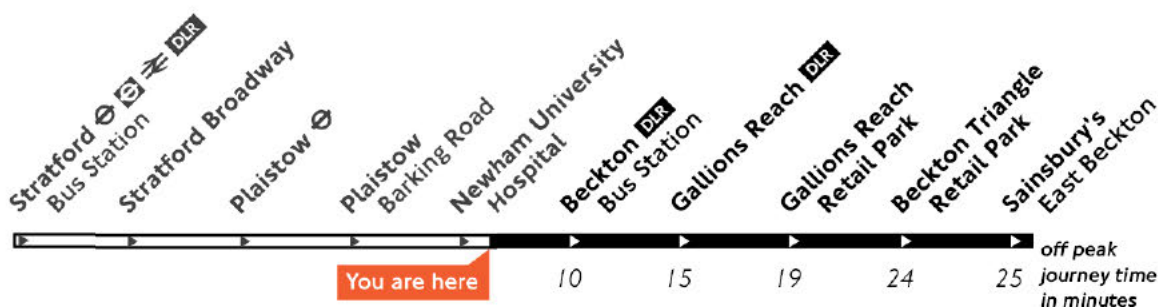 Stratford DLR
Bus Station
Stratford Broadway
Plaistow
Plaistow
Barking Road
Newham University
Hospital
Beckton DLR
Bus Station
Gallions Reach DLR
Gallions Reach
Retail Park
Beckton Triangle
Retail Park
Sainsbury's
East Beckton
You are here
10
15
19
24
25
off peak
journey time
in minutes